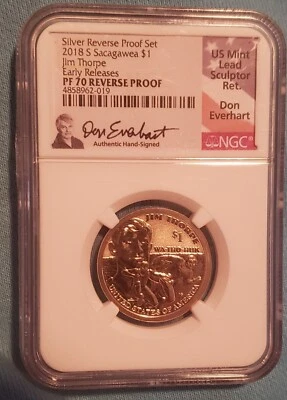 Silver Reverse Proof Set
2018 S Sacagawea $1
Jim Thorpe
Early Releases
PF 70 REVERSE PROOF
4858962-019
US Mint
Lead
Sculptor
Ret.
Don
Everhart
Don Everhart
Authentic Hand-Signed
NGC
JIM THORPE
$1
WA-THO-HUK
UNITED STATES OF AMERICA